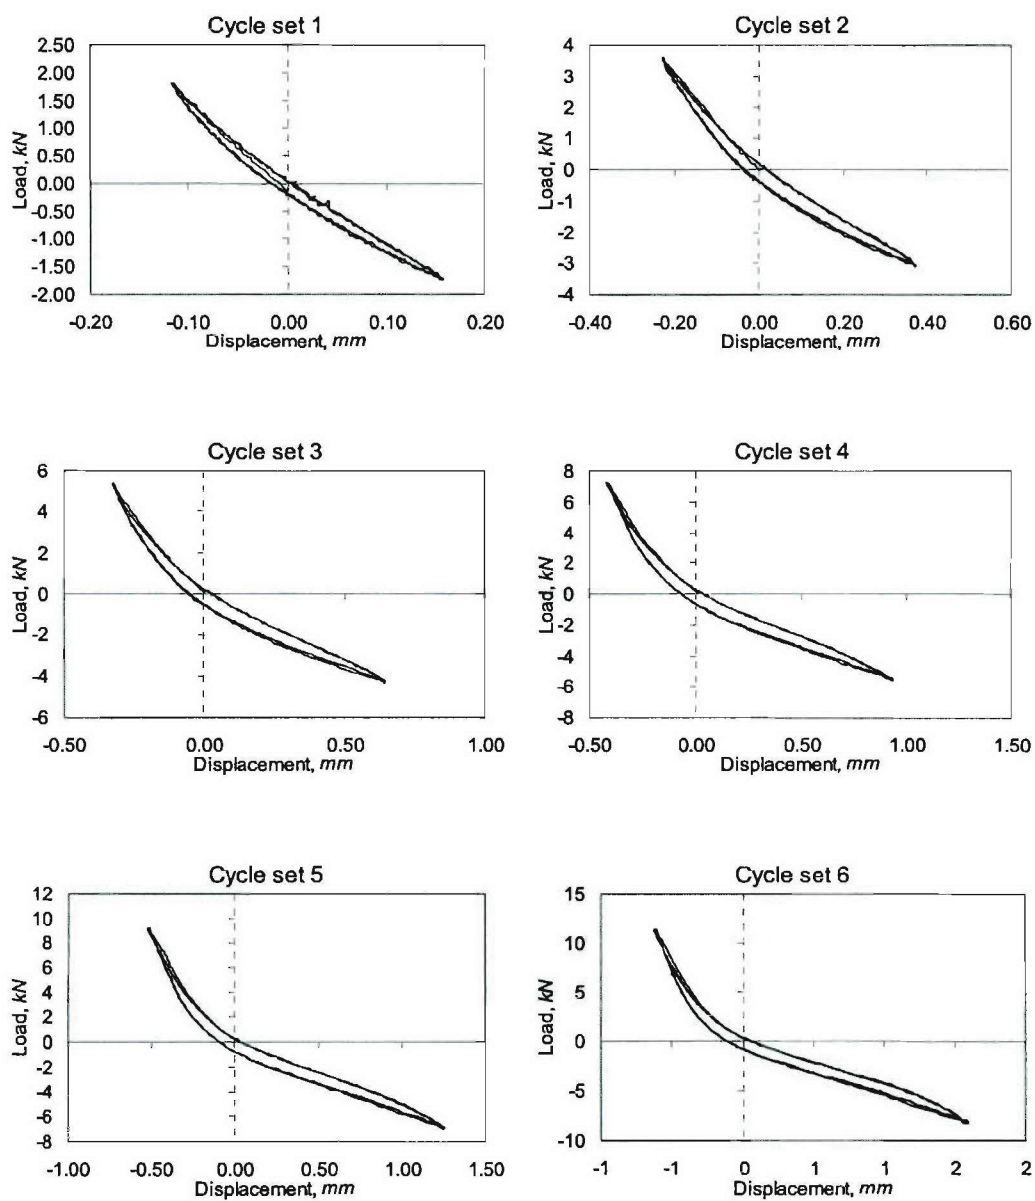 Cycle set 1
2.50
2.00
1.50
1.00
0.50
0.00
-0.50
-1.00
-1.50
-2.00
Load, kN
-0.20 -0.10 0.00 0.10 0.20
Displacement, mm
Cycle set 2
4
3
2
1
0
-1
-2
-3
-4
Load, kN
-0.40 -0.20 0.00 0.20 0.40 0.60
Displacement, mm
Cycle set 3
6
4
2
0
-2
-4
-6
Load, kN
-0.50 0.00 0.50 1.00
Displacement, mm
Cycle set 4
8
6
4
2
0
-2
-4
-6
-8
Load, kN
-0.50 0.00 0.50 1.00 1.50
Displacement, mm
Cycle set 5
12
10
8
6
4
2
0
-2
-4
-6
-8
Load, kN
-1.00 -0.50 0.00 0.50 1.00 1.50
Displacement, mm
Cycle set 6
15
10
5
0
-5
-10
Load, kN
-1 -1 0 1 1 2 2
Displacement, mm